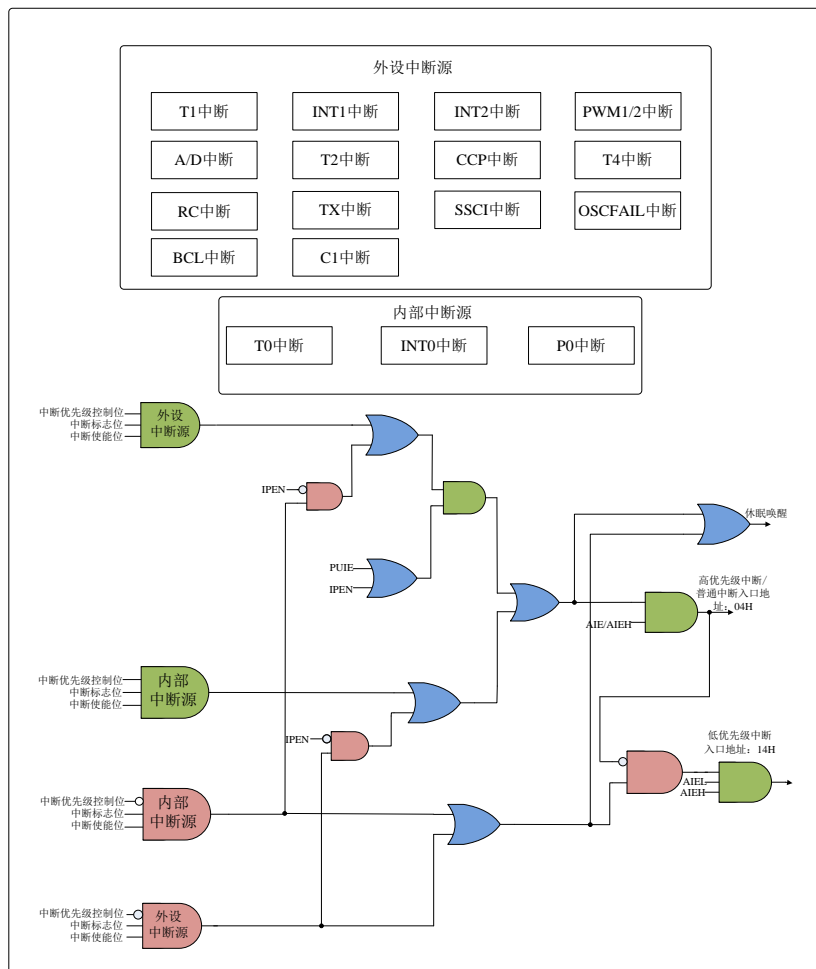 外设中断源
T1中断
INT1中断
INT2中断
PWM1/2中断
A/D中断
T2中断
CCP中断
T4中断
RC中断
TX中断
SSCI中断
OSCFAIL中断
BCL中断
C1中断
内部中断源
T0中断
INT0中断
P0中断
中断优先级控制位
中断标志位
中断使能位
外设
中断源
IPEN
PUIE
IPEN
休眠唤醒
高优先级中断/
普通中断入口地
址：04H
AIE/AIEH
中断优先级控制位
中断标志位
中断使能位
内部
中断源
IPEN
低优先级中断
入口地址：14H
AIEL
AIEH
中断优先级控制位
中断标志位
中断使能位
内部
中断源
中断优先级控制位
中断标志位
中断使能位
外设
中断源